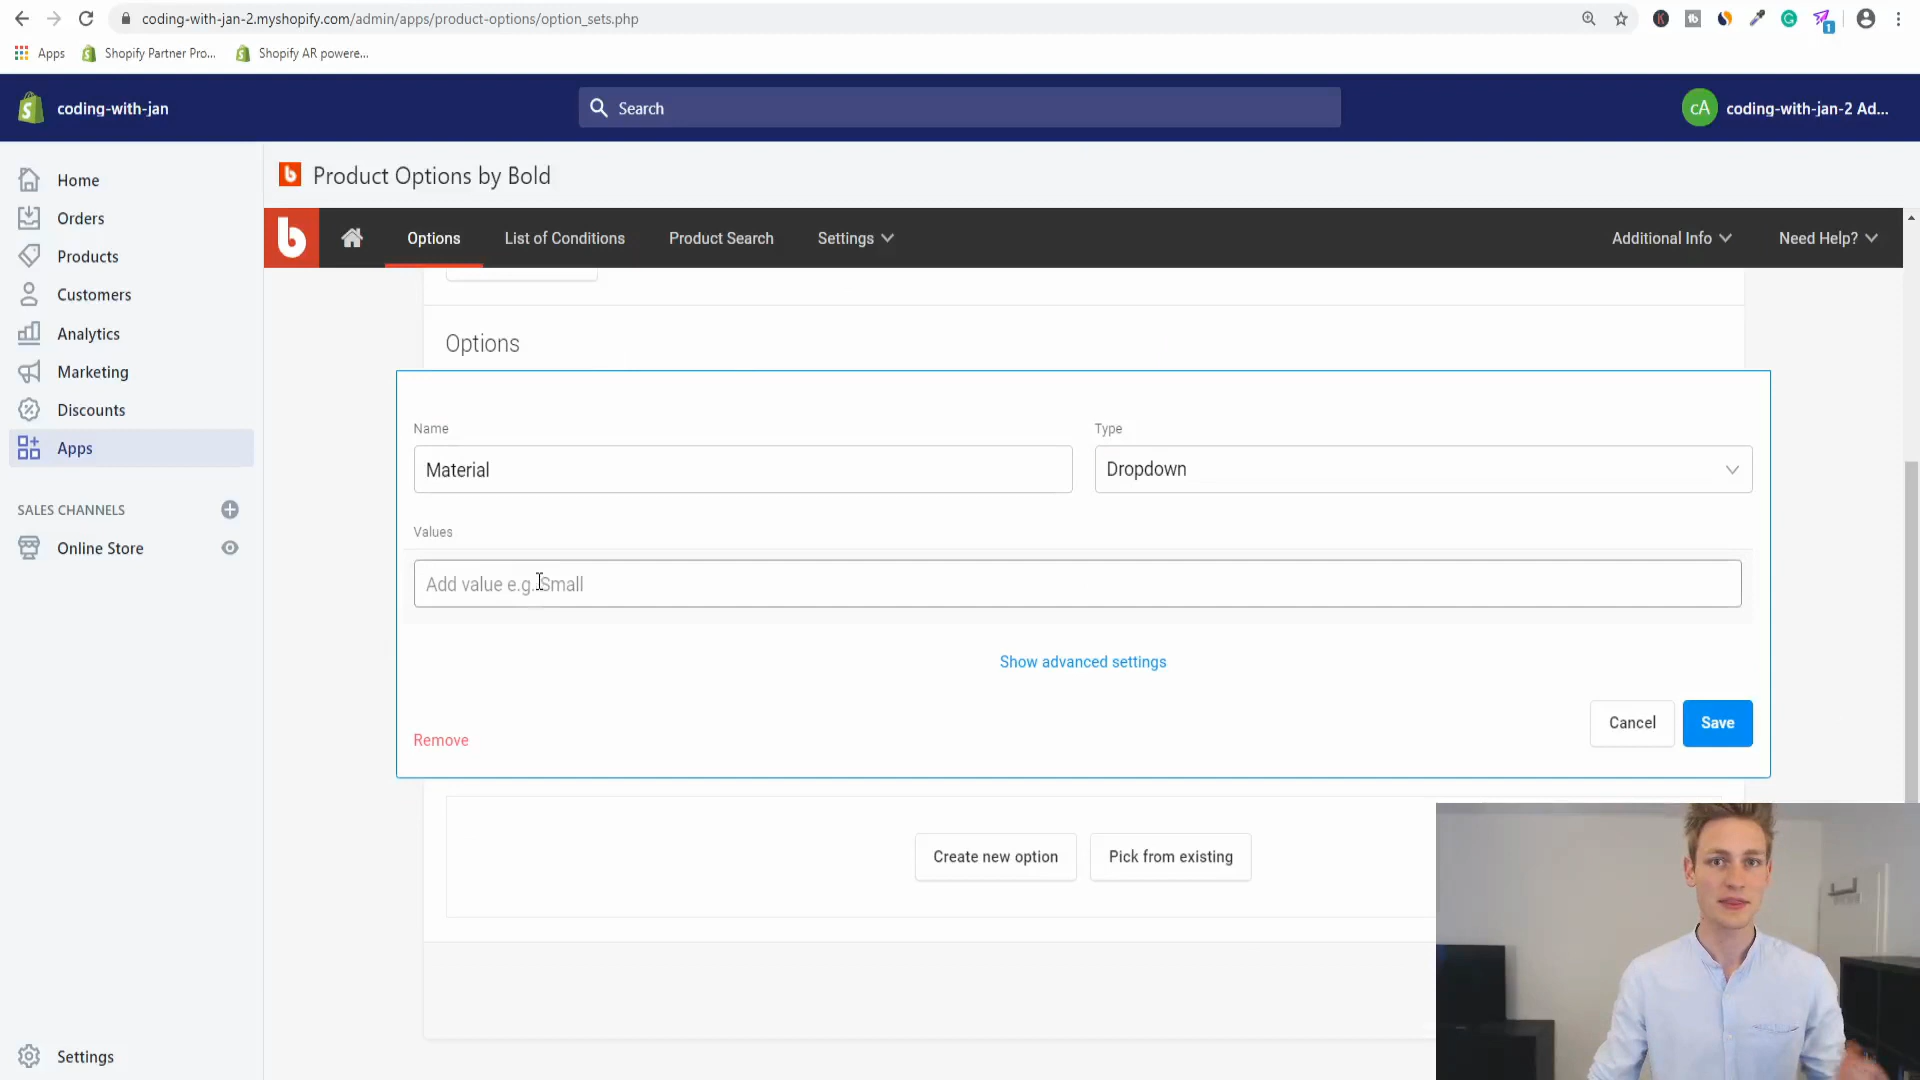 coding-with-jan-2.myshopify.com/admin/apps/product-options/option_sets.php
1
Apps
Shopify Partner Pro...
Shopify AR powere...
coding-with-jan
Search
cA
coding-with-jan-2 Ad...
Home
Orders
Products
Customers
Analytics
Marketing
Discounts
Apps
SALES CHANNELS
Online Store
Settings
Product Options by Bold
b
Options
List of Conditions
Product Search
Settings
Additional Info
Need Help?
Options
Name
Type
Material
Dropdown
Values
Add value e.g. Small
Show advanced settings
Remove
Cancel
Save
Create new option
Pick from existing